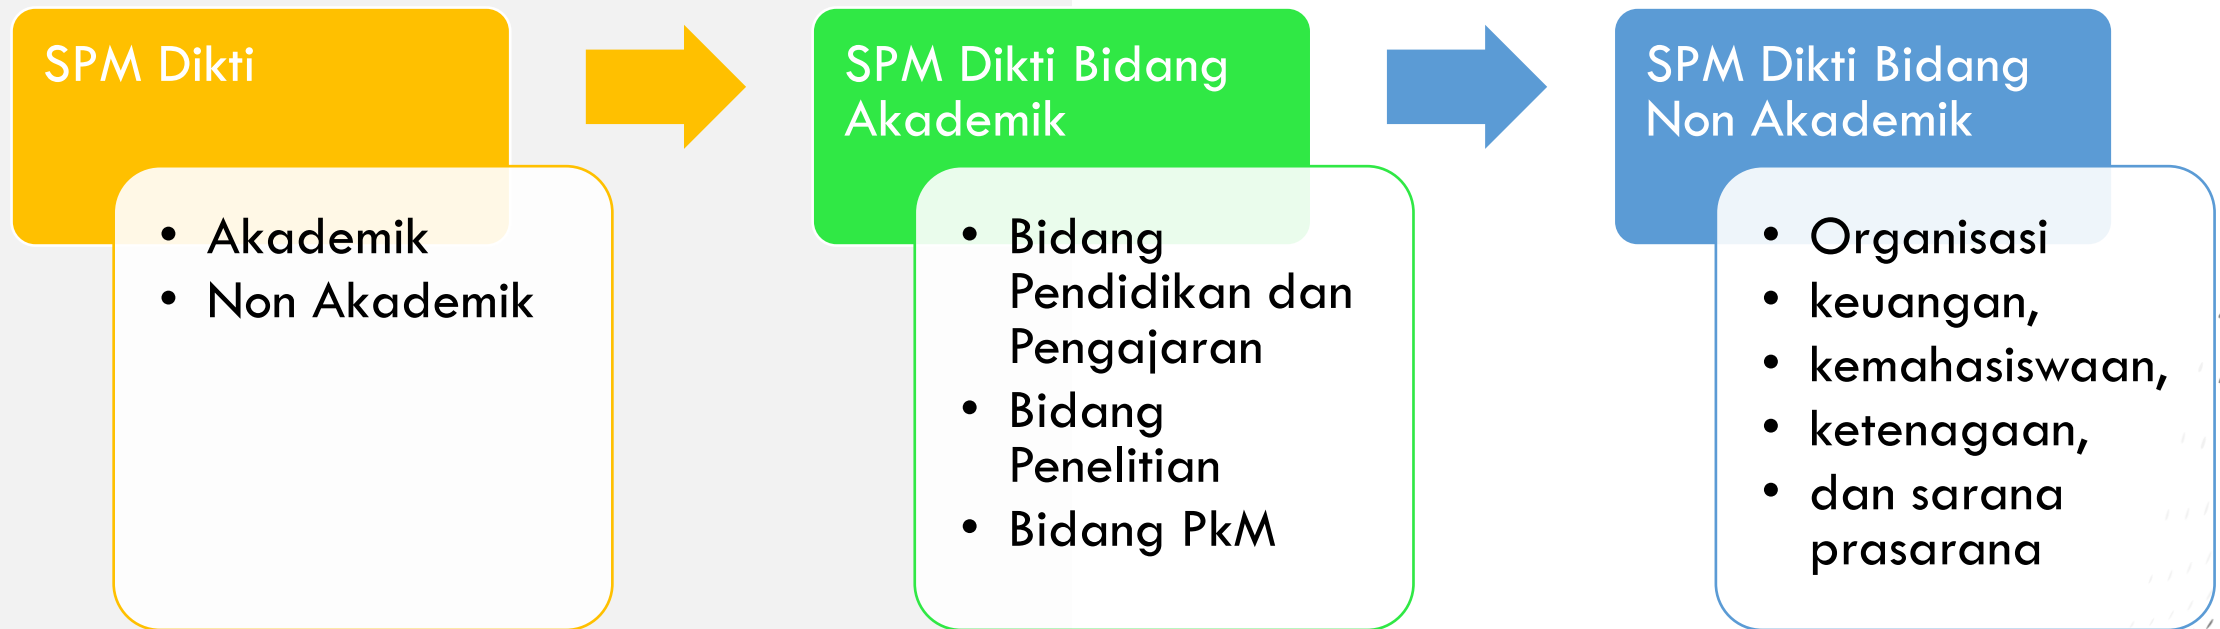 SPM Dikti
• Akademik
• Non Akademik
SPM Dikti Bidang
Akademik
• Bidang
Pendidikan dan
Pengajaran
• Bidang
Penelitian
• Bidang PkM
SPM Dikti Bidang
Non Akademik
• Organisasi
• keuangan,
• kemahasiswaan,
• ketenagaan,
• dan sarana
prasarana